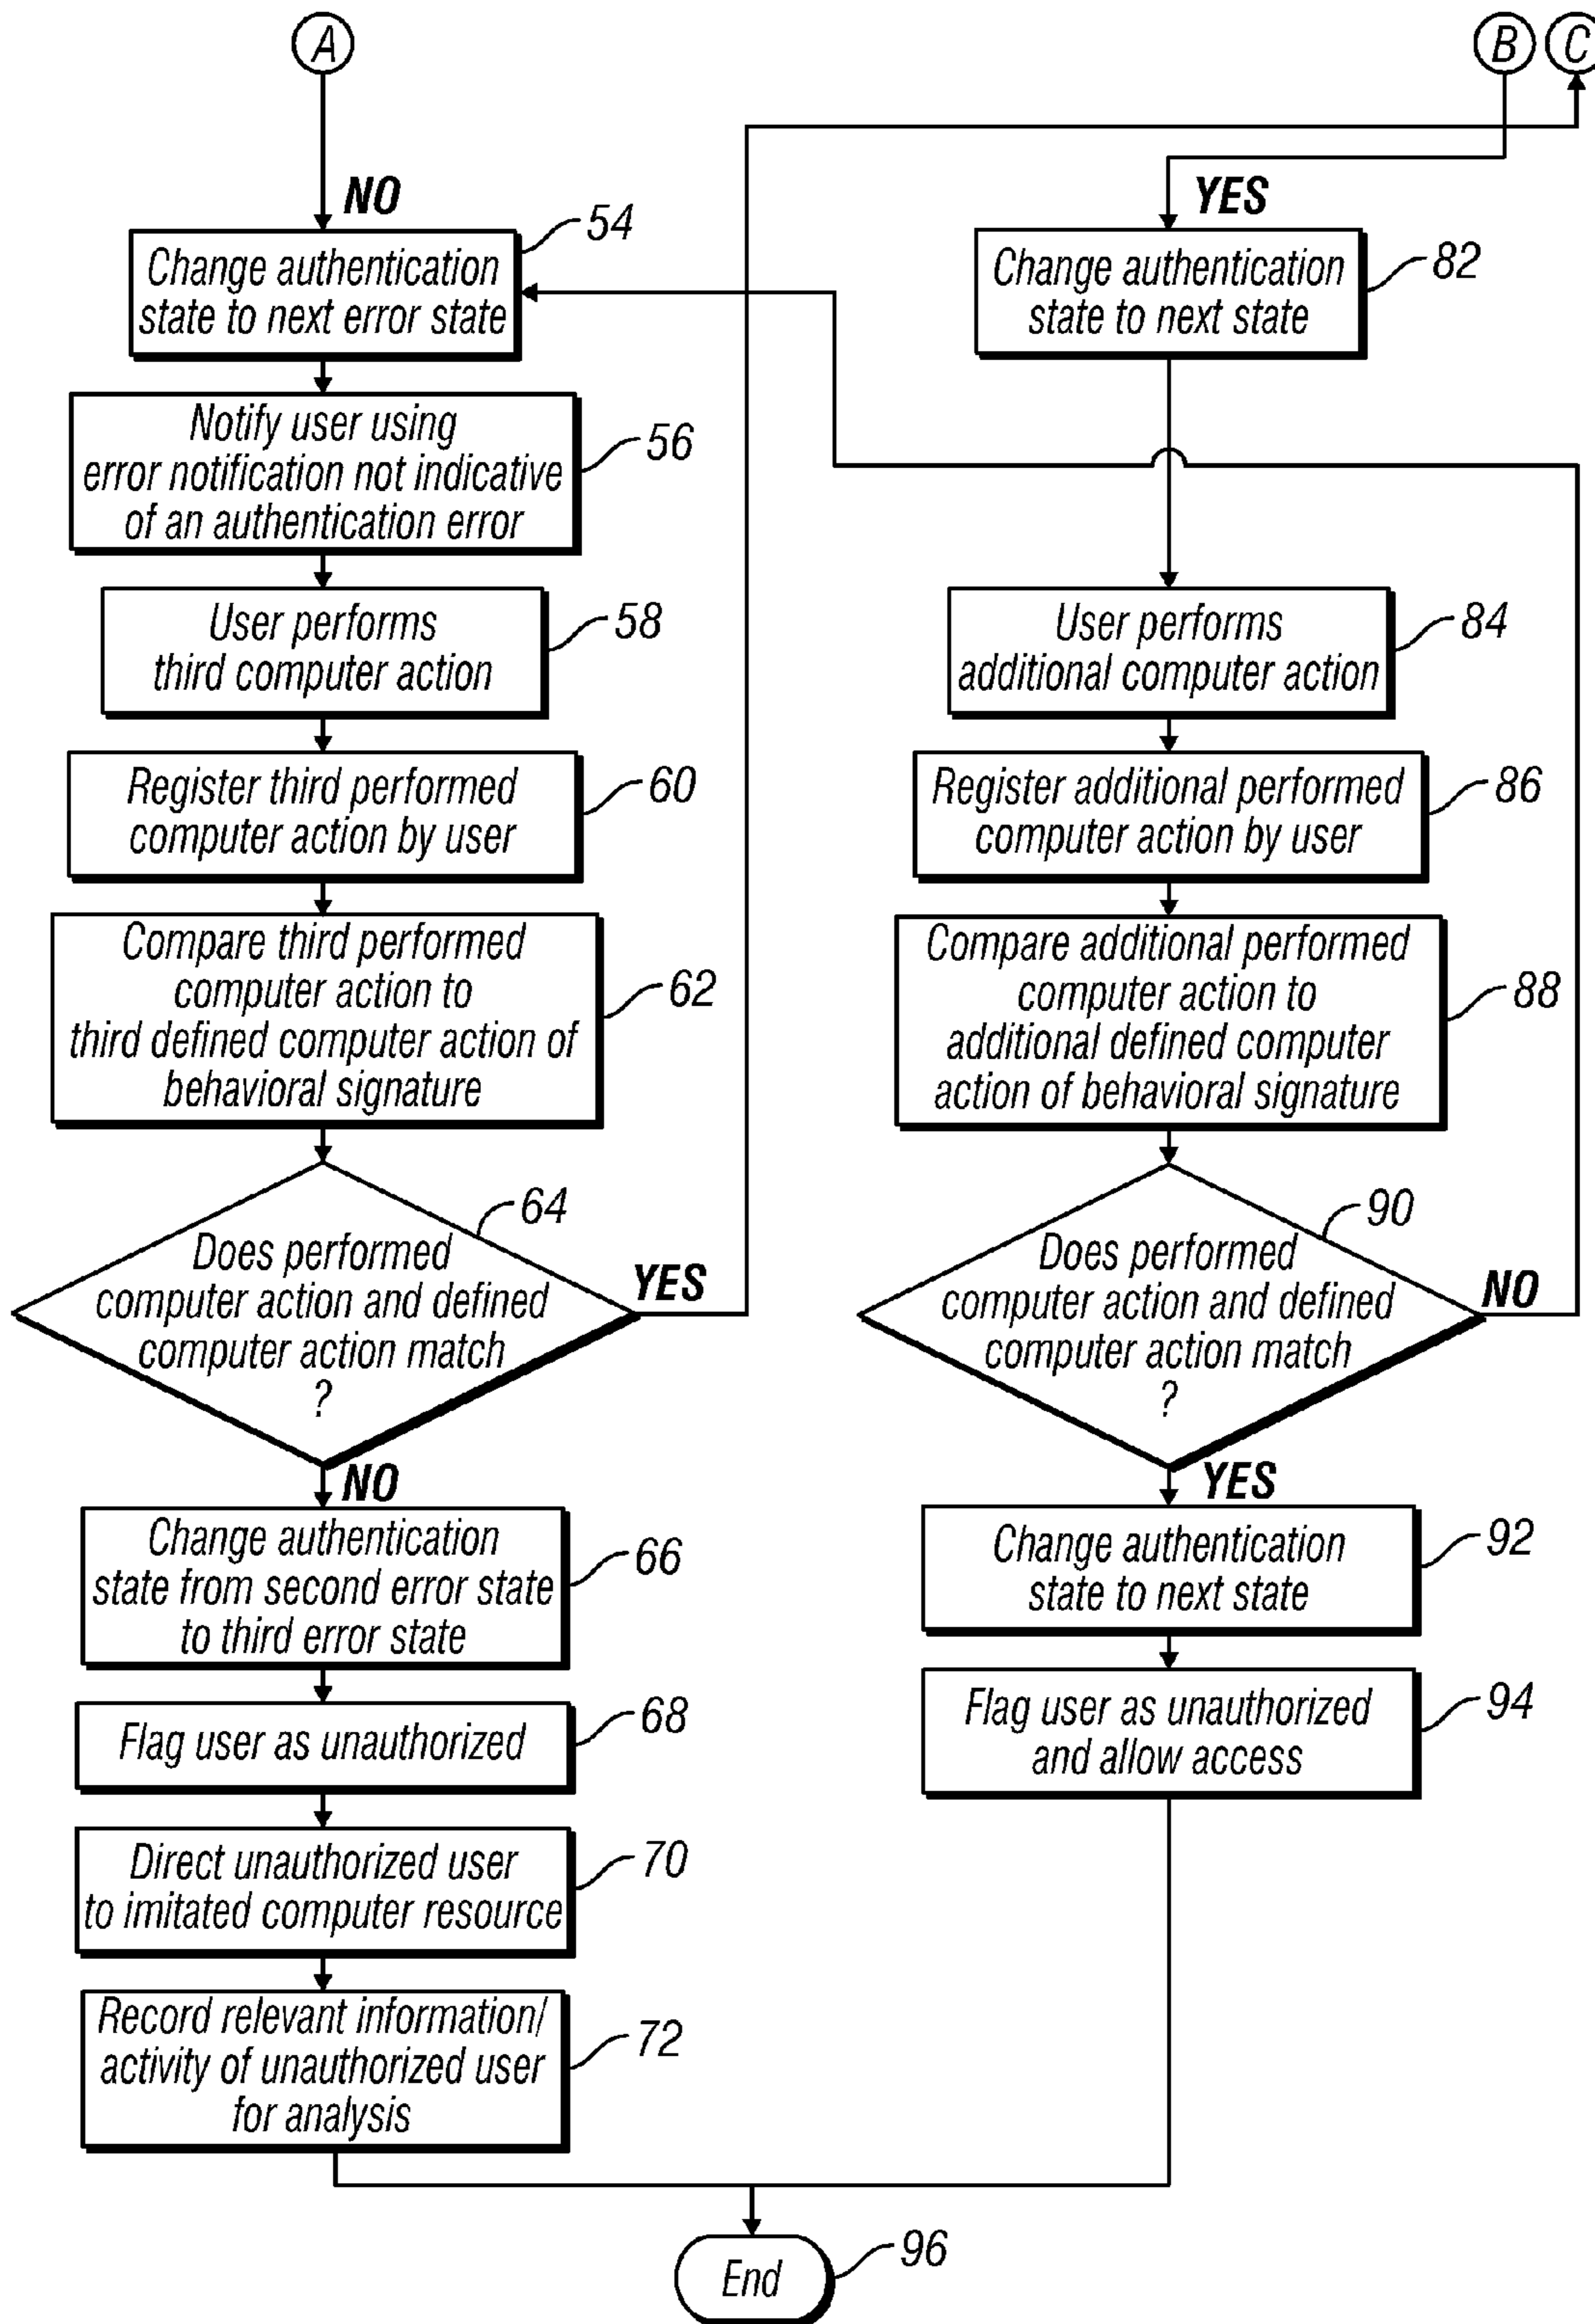 A
B
C
NO
54
Change authentication
state to next error state
Notify user using
error notification not indicative
of an authentication error
56
User performs
third computer action
58
Register third performed
computer action by user
60
Compare third performed
computer action to
third defined computer action of
behavioral signature
62
64
Does performed
computer action and defined
computer action match
?
YES
NO
Change authentication
state from second error state
to third error state
66
Flag user as unauthorized
68
Direct unauthorized user
to imitated computer resource
70
Record relevant information/
activity of unauthorized user
for analysis
72
YES
Change authentication
state to next state
82
User performs
additional computer action
84
Register additional performed
computer action by user
86
Compare additional performed
computer action to
additional defined computer
action of behavioral signature
88
90
Does performed
computer action and defined
computer action match
?
NO
YES
Change authentication
state to next state
92
Flag user as unauthorized
and allow access
94
End
96